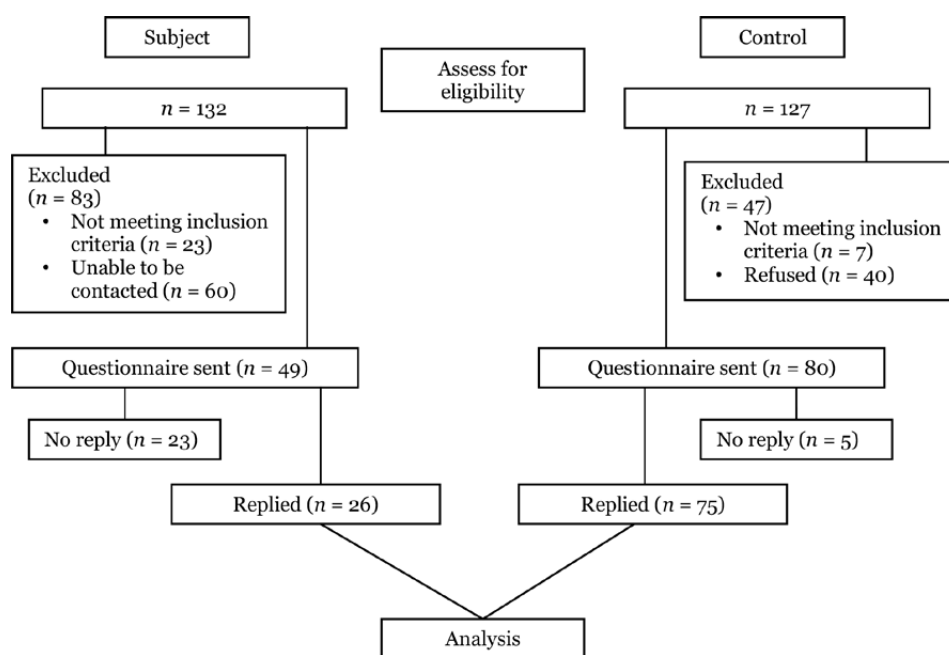 Subject
Control
Assess for
eligibility
n = 132
n = 127
Excluded
(n = 83)
• Not meeting inclusion
criteria (n = 23)
• Unable to be
contacted (n = 60)
Excluded
(n = 47)
• Not meeting inclusion
criteria (n = 7)
• Refused (n = 40)
Questionnaire sent (n = 49)
Questionnaire sent (n = 80)
No reply (n = 23)
No reply (n = 5)
Replied (n = 26)
Replied (n = 75)
Analysis